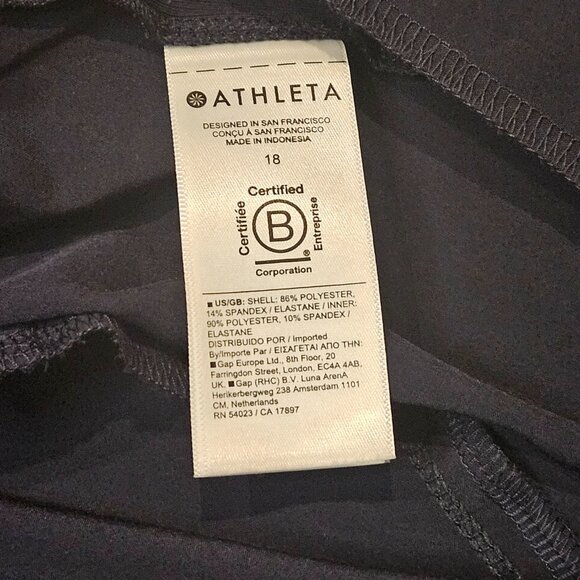 ATHLETA
DESIGNED IN SAN FRANCISCO
CONÇU À SAN FRANCISCO
MADE IN INDONESIA
18
Certified
Certifiée
B
Entreprise
®
Corporation
■ US/GB: SHELL: 86% POLYESTER,
14% SPANDEX / ELASTANE / INNER:
90% POLYESTER, 10% SPANDEX /
ELASTANE
DISTRIBUIDO POR / Imported
By/Importe Par / ΕΙΣΑΓΕΤΑΙ ΑΠΟ ΤΗΝ:
■ Gap Europe Ltd., 8th Floor, 20
Farringdon Street, London, EC4A 4AB,
UK. ■ Gap (RHC) B.V. Luna ArenA
Herikerbergweg 238 Amsterdam 1101
CM, Netherlands
RN 54023 / CA 17897